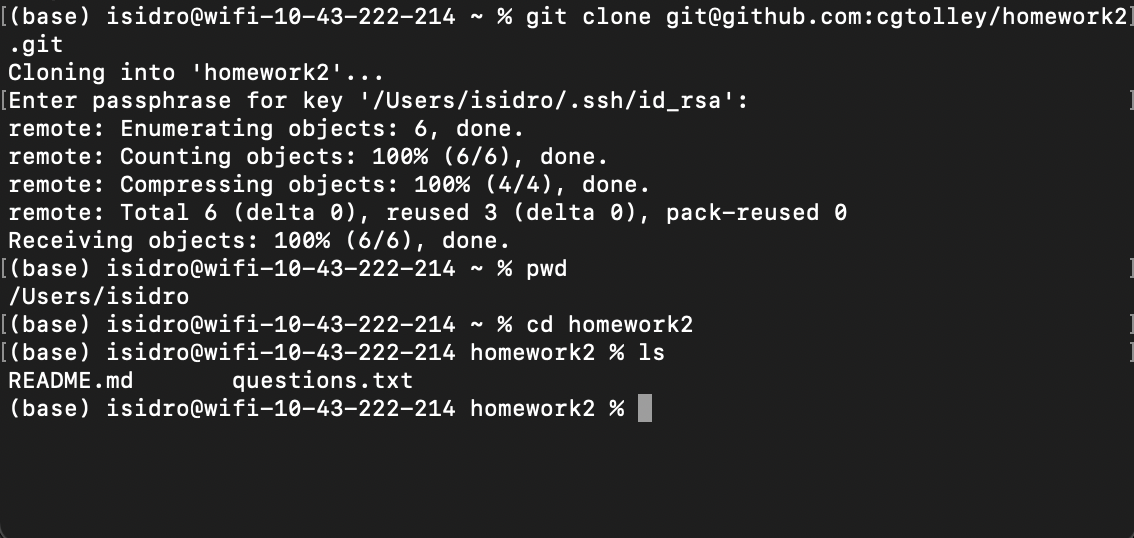 [(base) isidro@wifi-10-43-222-214 ~ % git clone git@github.com:cgtolley/homework2]
.git
Cloning into 'homework2'...
[Enter passphrase for key '/Users/isidro/.ssh/id_rsa': ]
remote: Enumerating objects: 6, done.
remote: Counting objects: 100% (6/6), done.
remote: Compressing objects: 100% (4/4), done.
remote: Total 6 (delta 0), reused 3 (delta 0), pack-reused 0
Receiving objects: 100% (6/6), done.
[(base) isidro@wifi-10-43-222-214 ~ % pwd ]
/Users/isidro
[(base) isidro@wifi-10-43-222-214 ~ % cd homework2 ]
[(base) isidro@wifi-10-43-222-214 homework2 % ls ]
README.md questions.txt
(base) isidro@wifi-10-43-222-214 homework2 %